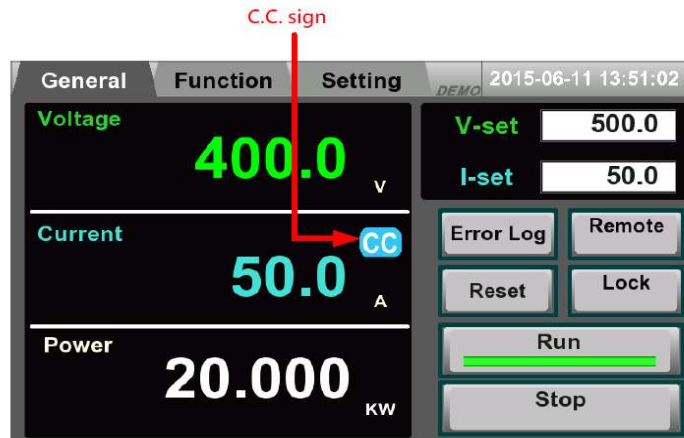 C.C. sign
General Function Setting DEMO 2015-06-11 13:51:02
Voltage
400.0 V
V-set 500.0
I-set 50.0
Current CC
50.0 A
Error Log Remote
Reset Lock
Power
20.000 KW
Run
Stop